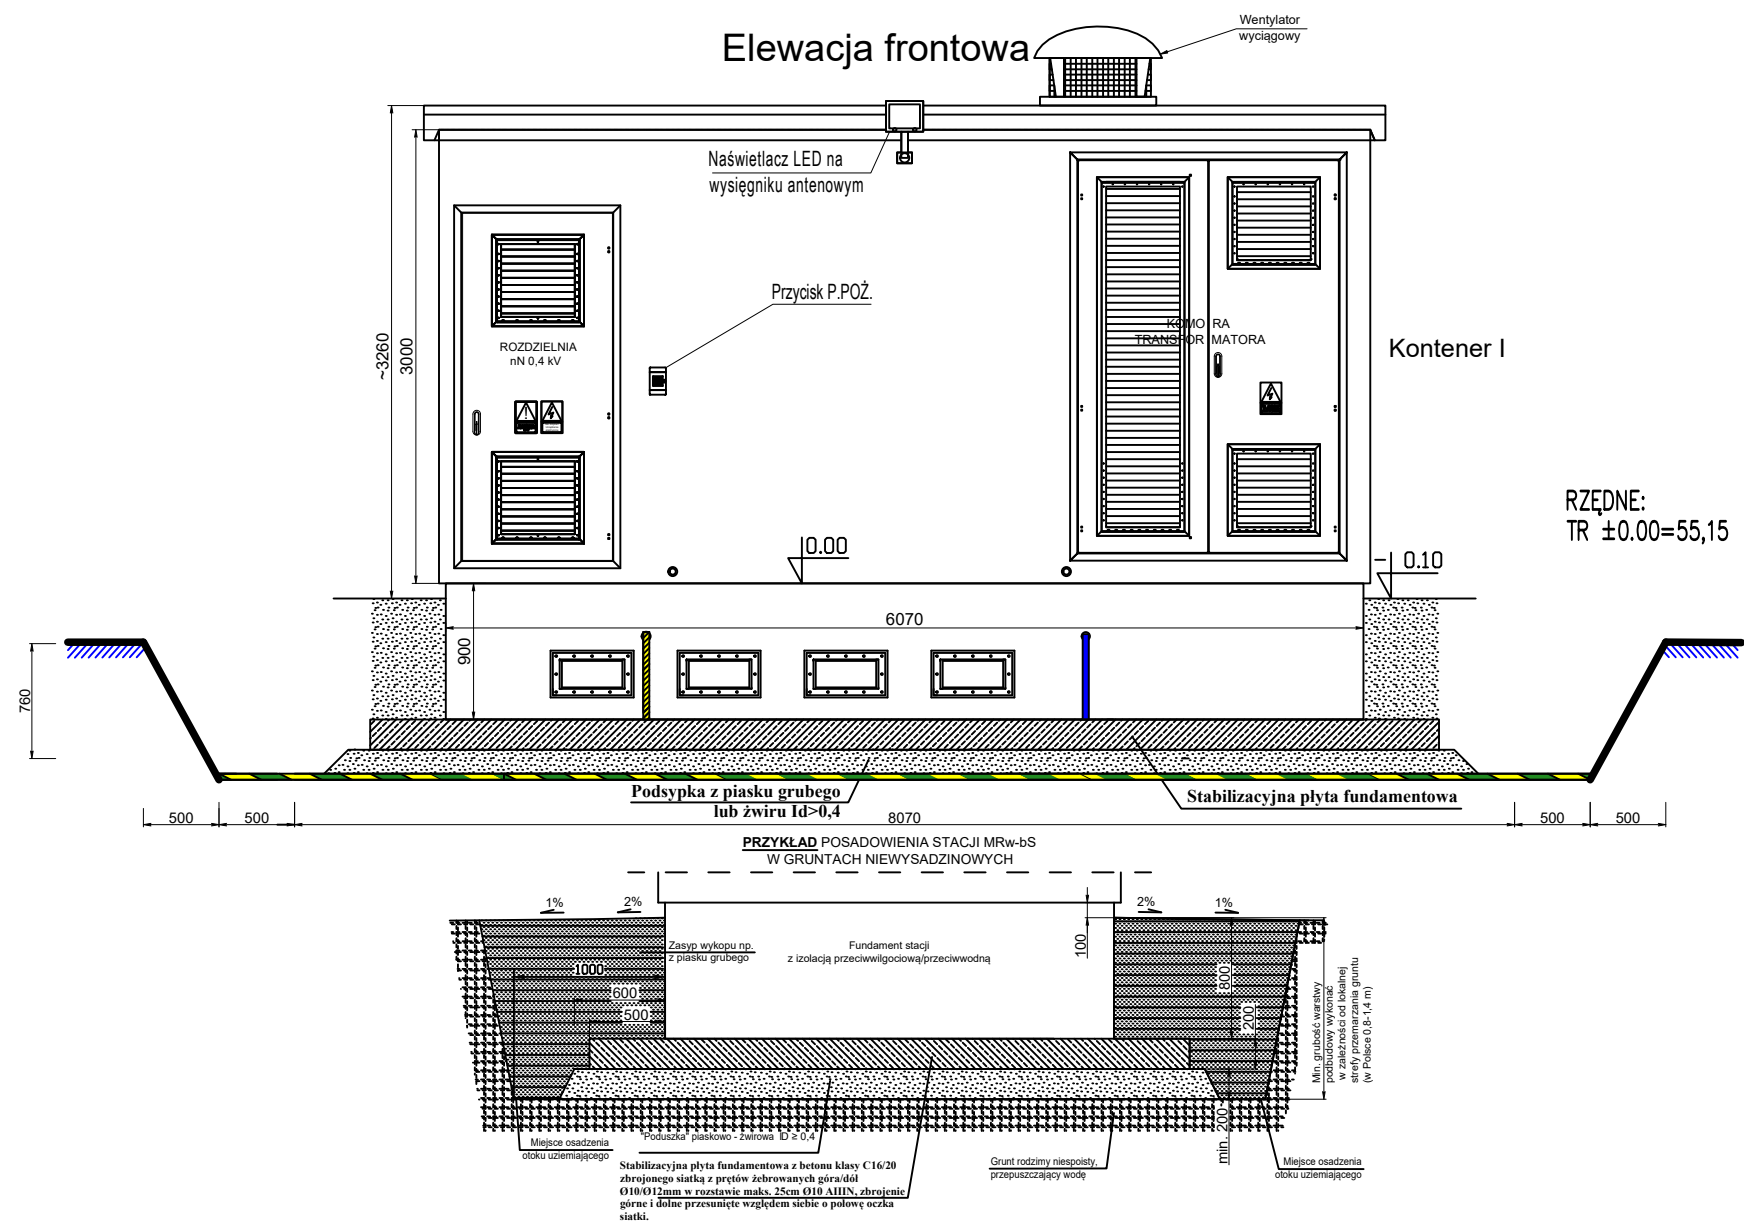 Wentylator
wyciągowy
Elewacja frontowa
Naświetlacz LED na
wysięgniku antenowym
Przycisk P.POŻ.
~3260
3000
ROZDZIELNIA
nN 0,4 kV
KOMORA
TRANSFORMATORA
Kontener I
RZĘDNE:
TR ±0.00=55,15
0.00
- 0.10
6070
900
760
Podsypka z piasku grubego
lub żwiru Id>0,4
Stabilizacyjna płyta fundamentowa
500
500
8070
500
500
PRZYKŁAD POSADOWIENIA STACJI MRw-bS
W GRUNTACH NIEWYSADZINOWYCH
1%
2%
2%
1%
Zasyp wykopu np.
z piasku grubego
Fundament stacji
z izolacją przeciwwilgociową/przeciwwodną
100
1000
600
500
800
200
min. 200
Min. grubość warstwy
podbudowy wykonać
w zależności od lokalnej
strefy przemarzania gruntu
(w Polsce 0,8-1,4 m)
Miejsce osadzenia
otoku uziemiającego
"Poduszka" piaskowo - żwirowa ID ≥ 0,4
Stabilizacyjna płyta fundamentowa z betonu klasy C16/20
zbrojonego siatką z prętów żebrowanych góra/dół
Ø10/Ø12mm w rozstawie maks. 25cm Ø10 AIIIN, zbrojenie
górne i dolne przesunięte względem siebie o połowę oczka
siatki.
Grunt rodzimy niespoisty,
przepuszczający wodę
Miejsce osadzenia
otoku uziemiającego